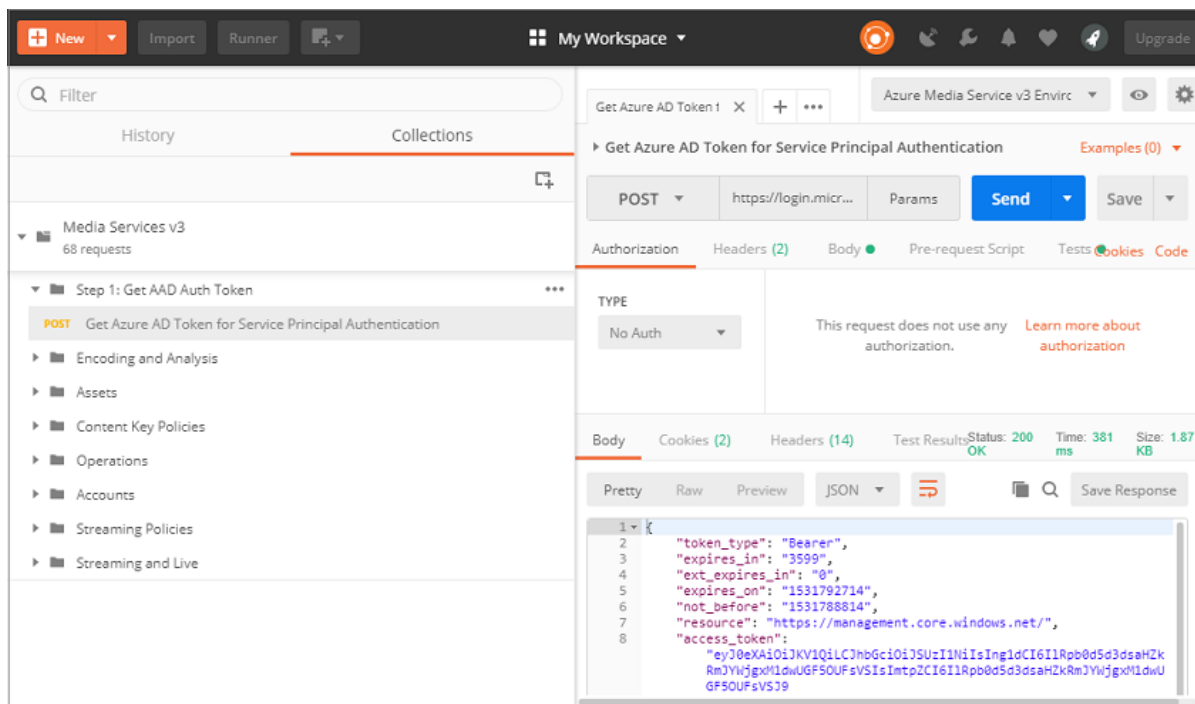 New
Import
Runner
My Workspace
Upgrade
Filter
History
Collections
Media Services v3
68 requests
Step 1: Get AAD Auth Token
POST Get Azure AD Token for Service Principal Authentication
Encoding and Analysis
Assets
Content Key Policies
Operations
Accounts
Streaming Policies
Streaming and Live
Get Azure AD Token f
Azure Media Service v3 Envirc
Get Azure AD Token for Service Principal Authentication
Examples (0)
POST
https://login.micr...
Params
Send
Save
Authorization
Headers (2)
Body
Pre-request Script
Tests
Cookies
Code
TYPE
No Auth
This request does not use any
authorization.
Learn more about
authorization
Body
Cookies (2)
Headers (14)
Test Results
Status: 200
OK
Time: 381
ms
Size: 1.87
KB
Pretty
Raw
Preview
JSON
Save Response
1 {
2 "token_type": "Bearer",
3 "expires_in": "3599",
4 "ext_expires_in": "0",
5 "expires_on": "1531792714",
6 "not_before": "1531788814",
7 "resource": "https://management.core.windows.net/",
8 "access_token":